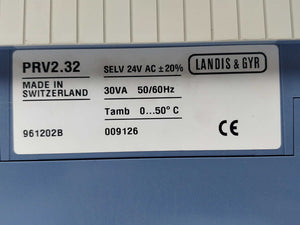 PRV2.32 SELV 24V AC ± 20% LANDIS & GYR
MADE IN
SWITZERLAND 30VA 50/60Hz
Tamb 0...50° C
961202B 009126 CE